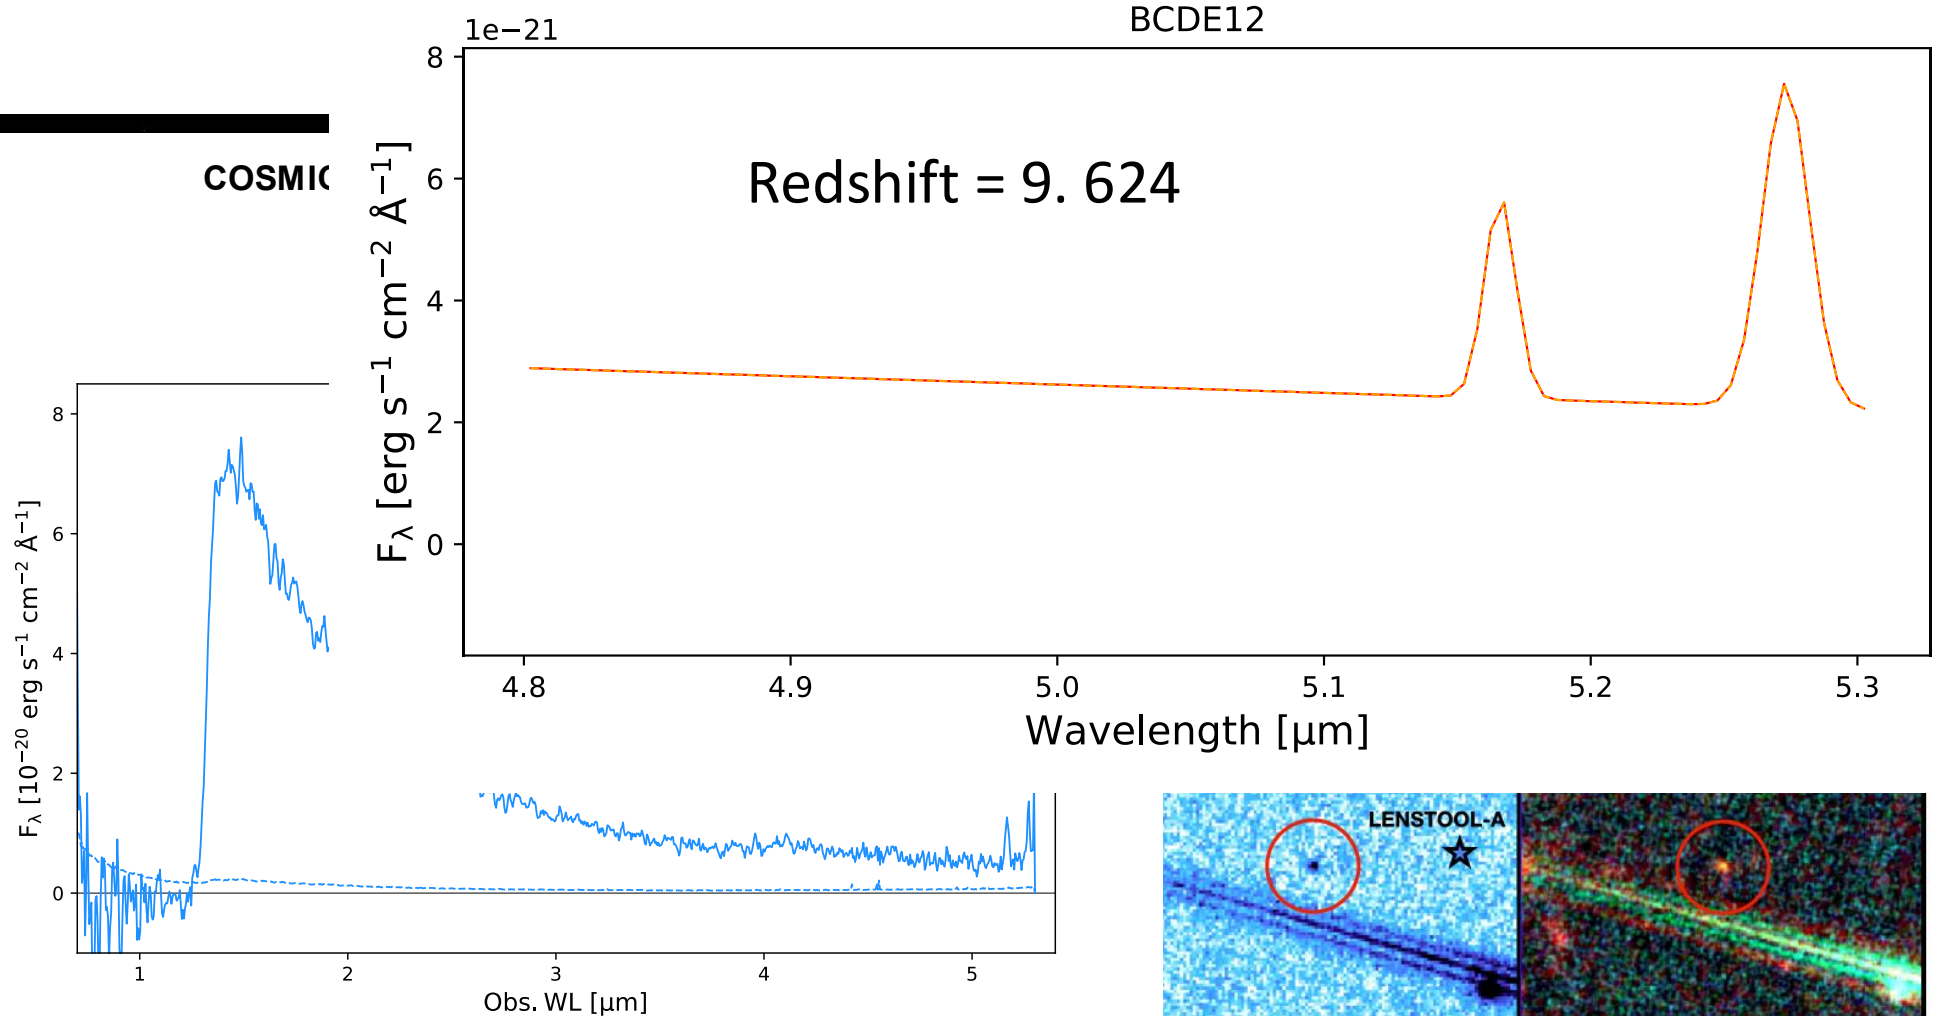 BCDE12
1e−21
8
6
4
2
0
F_λ [erg s⁻¹ cm⁻² Å⁻¹]
Redshift = 9. 624
4.8 4.9 5.0 5.1 5.2 5.3
Wavelength [μm]
COSMIC
8
6
4
2
0
F_λ [10⁻²⁰ erg s⁻¹ cm⁻² Å⁻¹]
1 2 3 4 5
Obs. WL [μm]
LENSTOOL-A